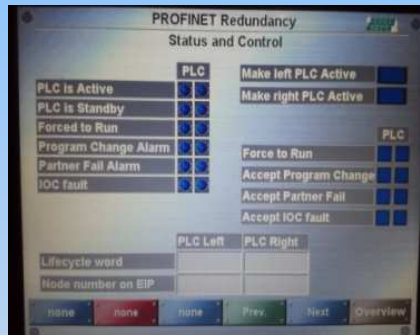 PROFINET Redundancy
Status and Control
PLC
PLC is Active
PLC is Standby
Forced to Run
Program Change Alarm
Partner Fail Alarm
IOC fault
Make left PLC Active
Make right PLC Active
PLC
Force to Run
Accept Program Change
Accept Partner Fail
Accept IOC fault
PLC Left PLC Right
Lifecycle word
Node number on EIP
none none none Prev. Next Overview